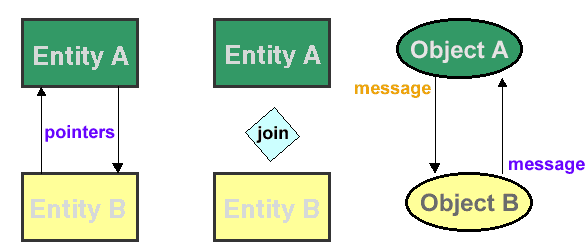 Entity A
pointers
Entity B
Entity A
join
Entity B
Object A
message
message
Object B